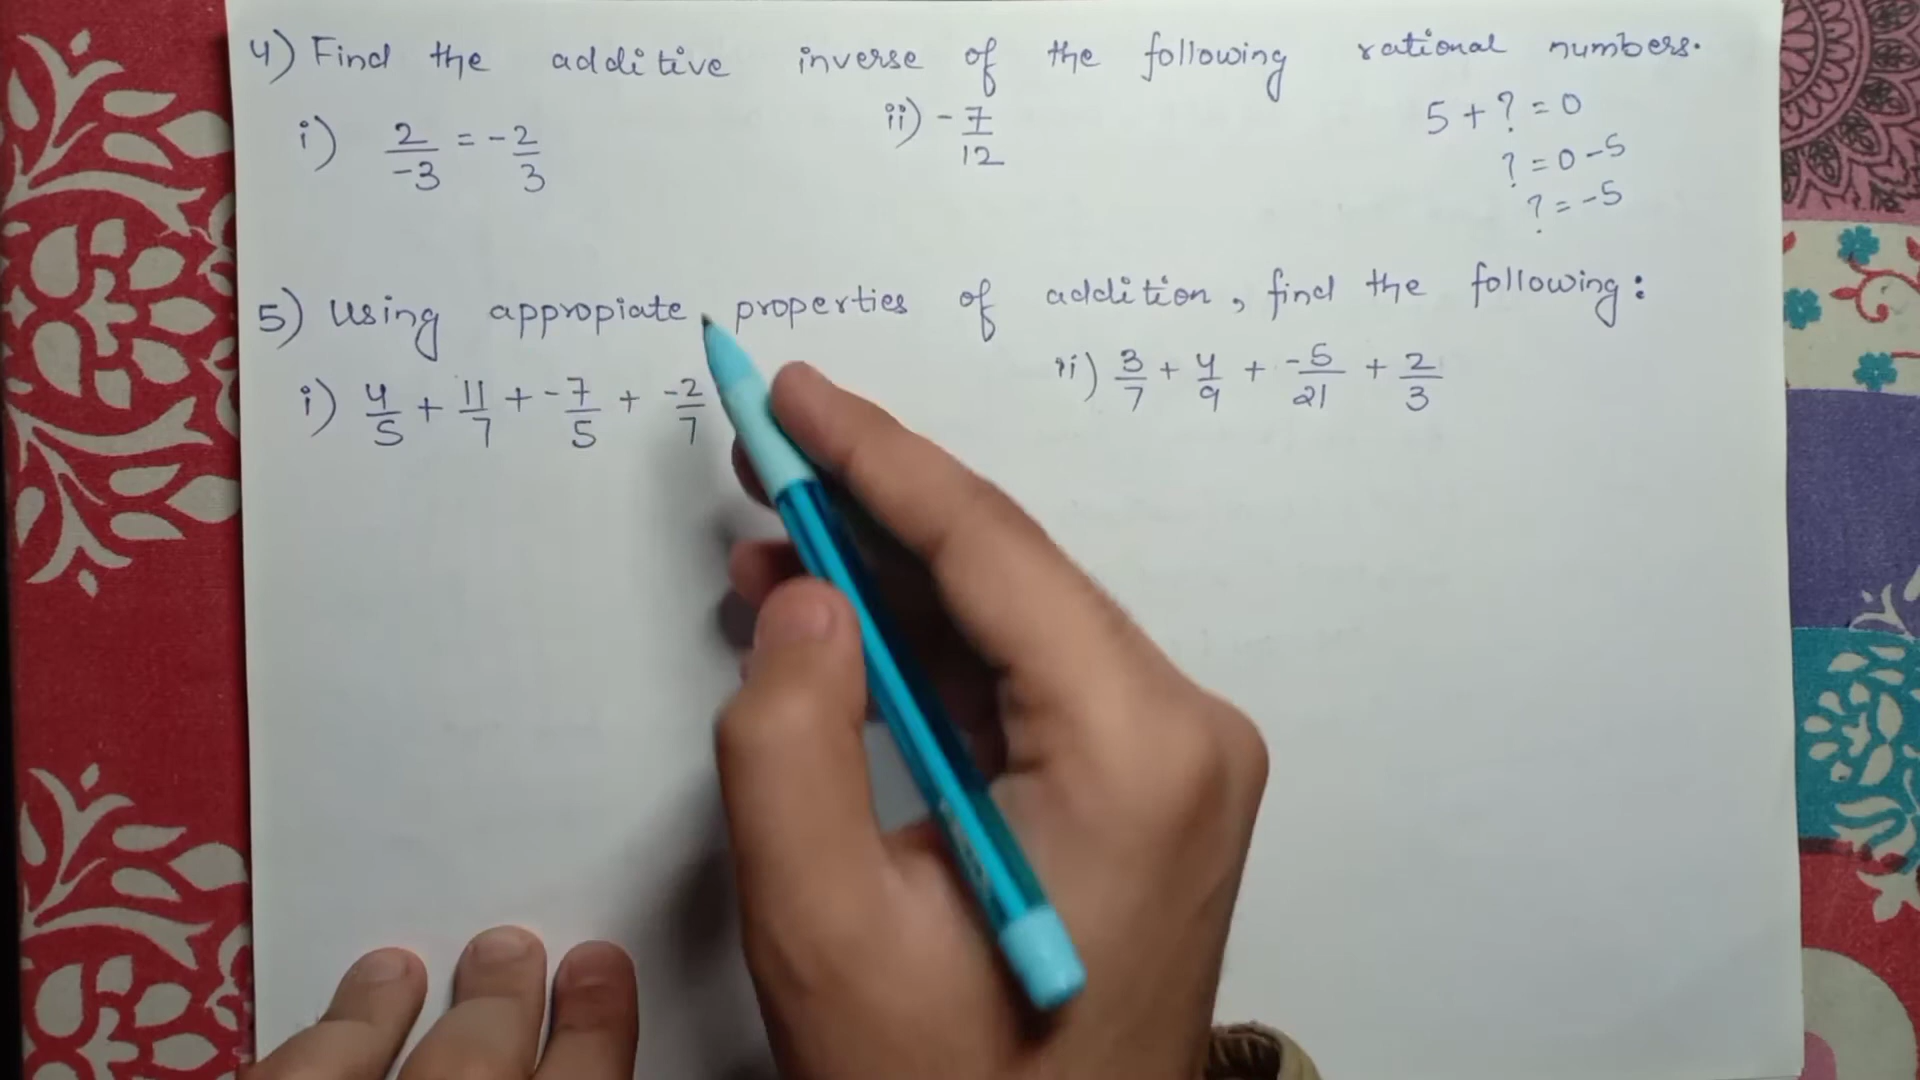 4) Find the additive inverse of the following rational numbers.
i) 2/-3 = -2/3 ii) -7/12 5 + ? = 0
? = 0 - 5
? = -5
5) Using appropiate properties of addition, find the following:
i) 4/5 + 11/7 + -7/5 + -2/7 ii) 3/7 + 4/9 + -5/21 + 2/3